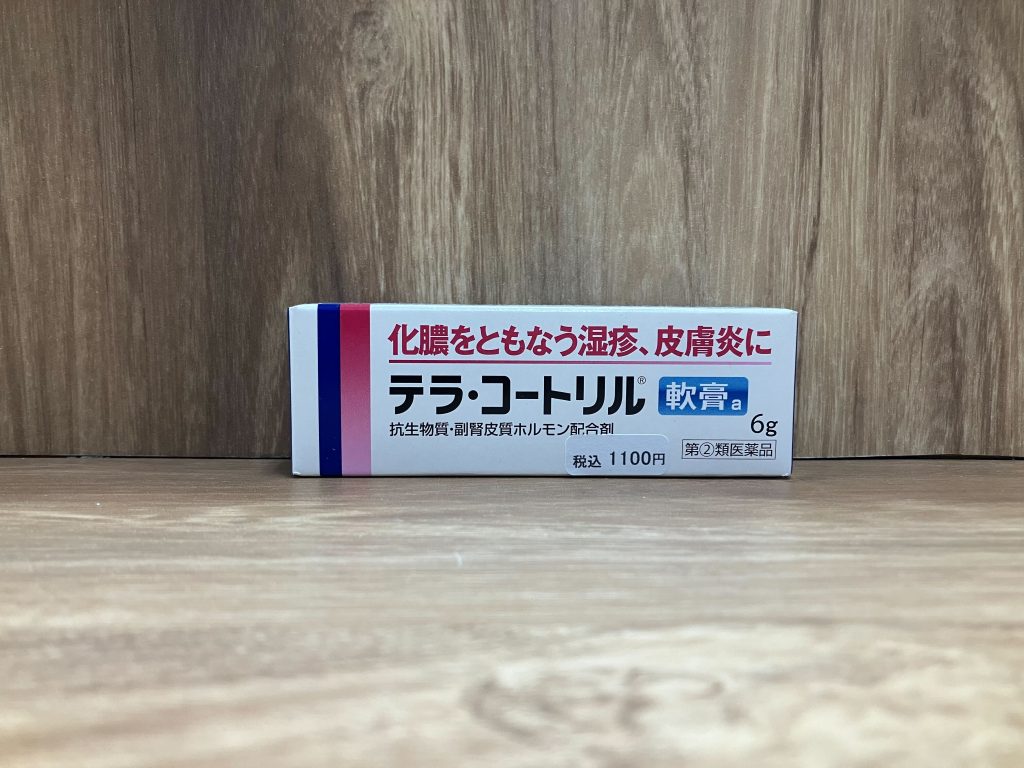 化膿をともなう湿疹、皮膚炎に
テラ・コートリル® 軟膏a
6g
抗生物質・副腎皮質ホルモン配合剤
税込 1100円
指②類医薬品